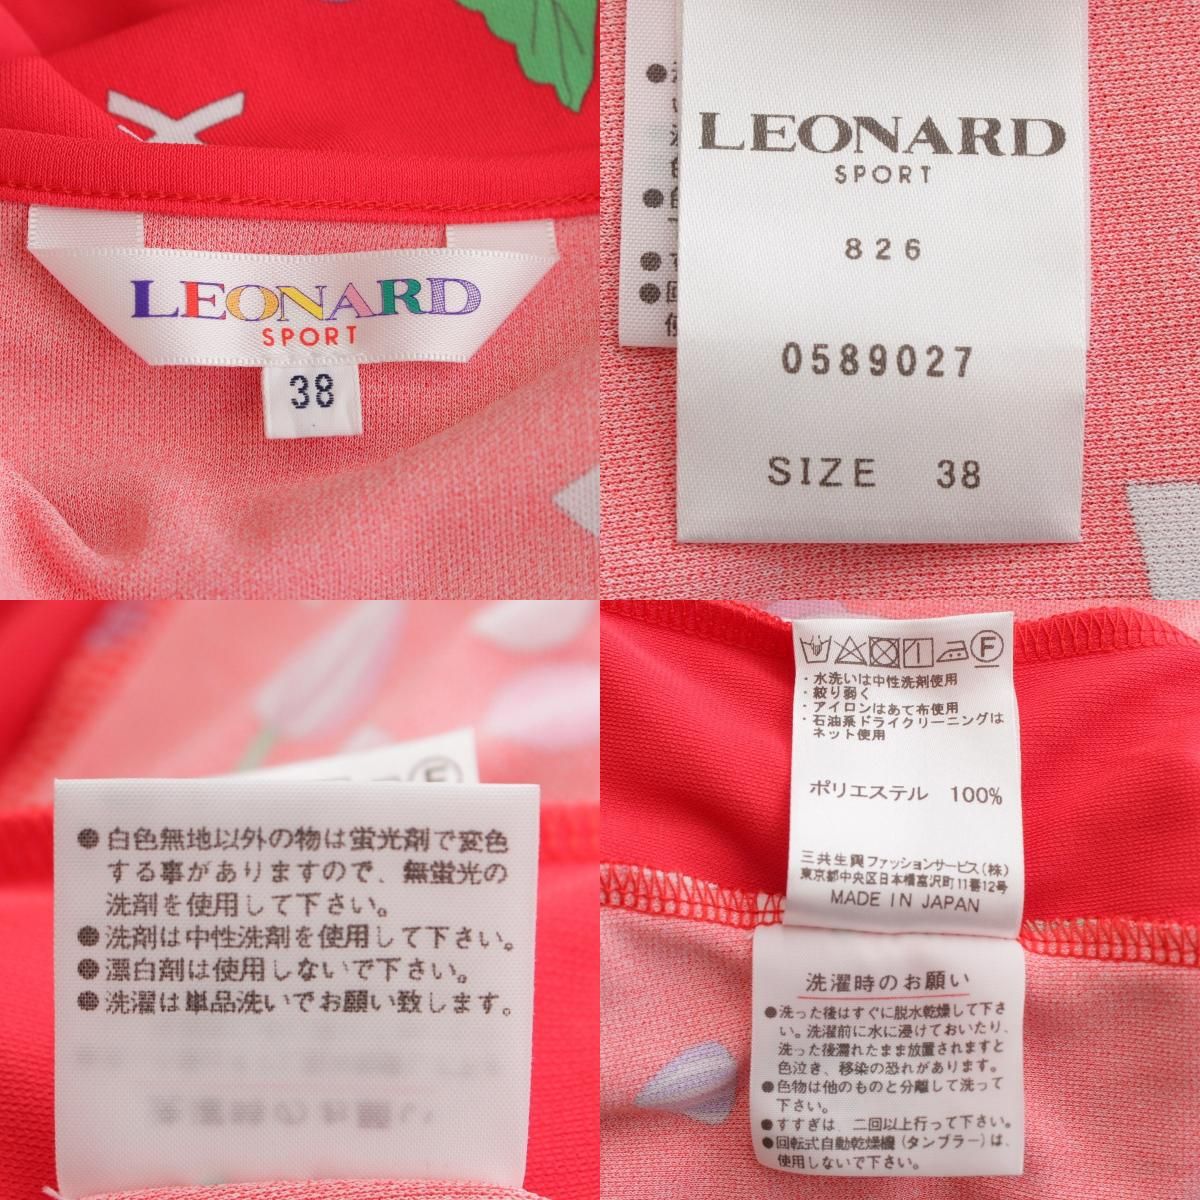 LEONARD
SPORT
38
LEONARD
SPORT
826
0589027
SIZE 38
●白色無地以外の物は蛍光剤で変色
する事がありますので、無蛍光の
洗剤を使用して下さい。
●洗剤は中性洗剤を使用して下さい。
●漂白剤は使用しないで下さい。
●洗濯は単品洗いでお願い致します。
F
・水洗いは中性洗剤使用
・絞り弱く
・アイロンはあて布使用
・石油系ドライクリーニングは
ネット使用
ポリエステル 100%
三共生興ファッションサービス(株)
東京都中央区日本橋富沢町11番12号
MADE IN JAPAN
洗濯時のお願い
●洗った後はすぐに脱水乾燥して下さ
い。洗濯前に水に浸けておいたり、
洗った後濡れたまま放置されますと
色泣き、移染の恐れがあります。
●色物は他のものと分離して洗って
下さい。
●すすぎは、二回以上行って下さい。
●回転式自動乾燥機(タンブラー)は、
使用しないで下さい。